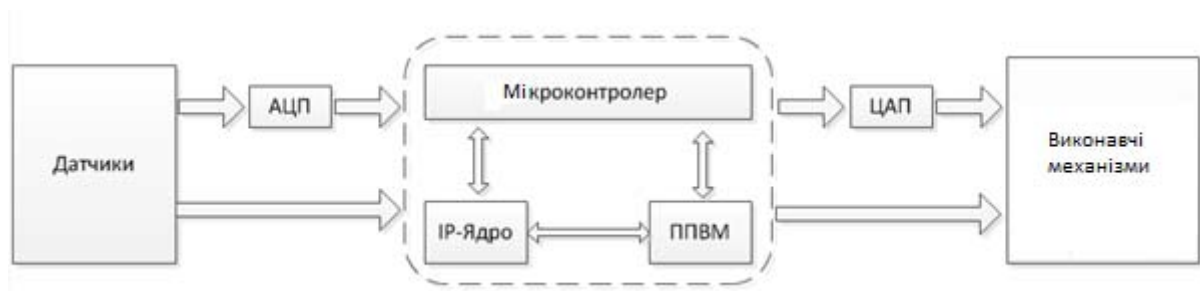 Датчики
АЦП
Мікроконтролер
IP-Ядро
ППВМ
ЦАП
Виконавчі
механізми